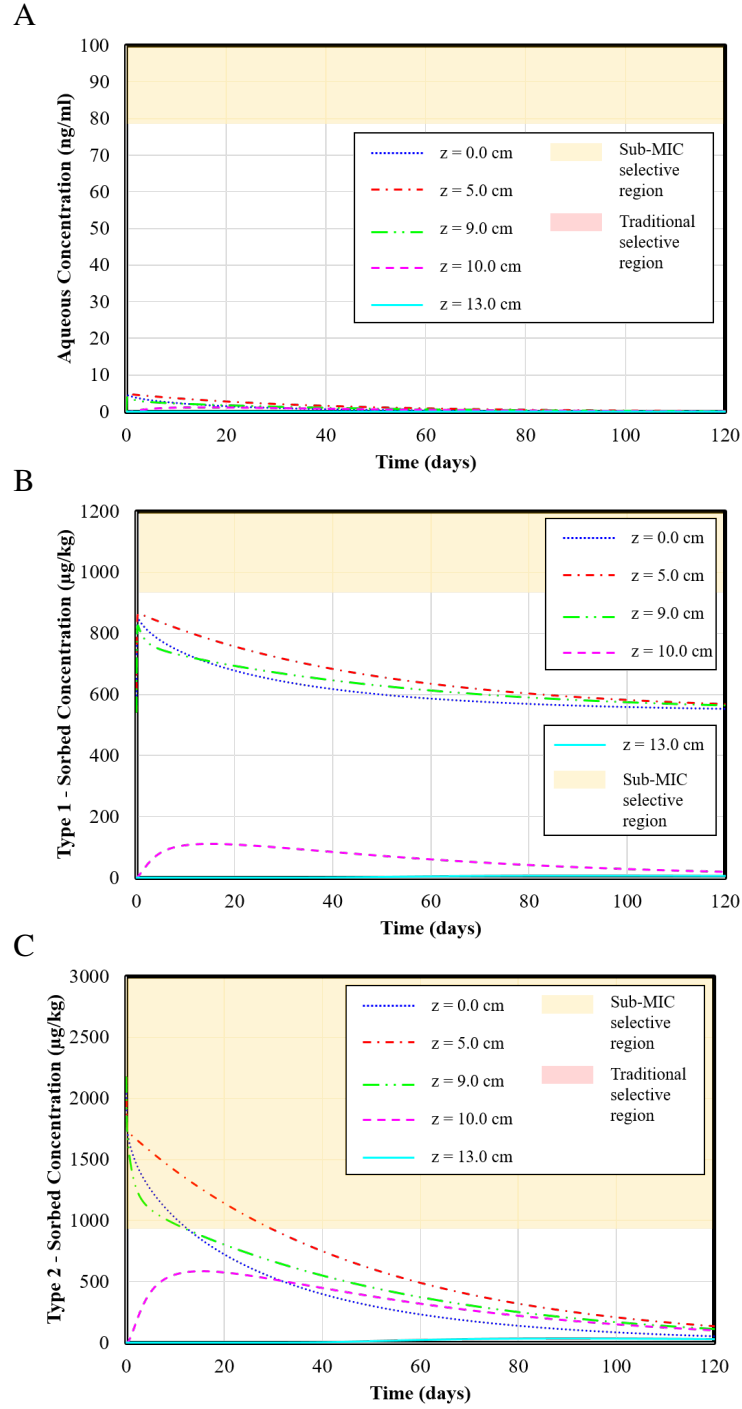 A
100
90
80
70
60
50
40
30
20
10
0
Aqueous Concentration (ng/ml)
z = 0.0 cm
z = 5.0 cm
z = 9.0 cm
z = 10.0 cm
z = 13.0 cm
Sub-MIC
selective
region
Traditional
selective
region
0 20 40 60 80 100 120
Time (days)
B
1200
1000
800
600
400
200
0
Type 1 - Sorbed Concentration (µg/kg)
z = 0.0 cm
z = 5.0 cm
z = 9.0 cm
z = 10.0 cm
z = 13.0 cm
Sub-MIC
selective
region
0 20 40 60 80 100 120
Time (days)
C
3000
2500
2000
1500
1000
500
0
Type 2 - Sorbed Concentration (µg/kg)
z = 0.0 cm
z = 5.0 cm
z = 9.0 cm
z = 10.0 cm
z = 13.0 cm
Sub-MIC
selective
region
Traditional
selective
region
0 20 40 60 80 100 120
Time (days)